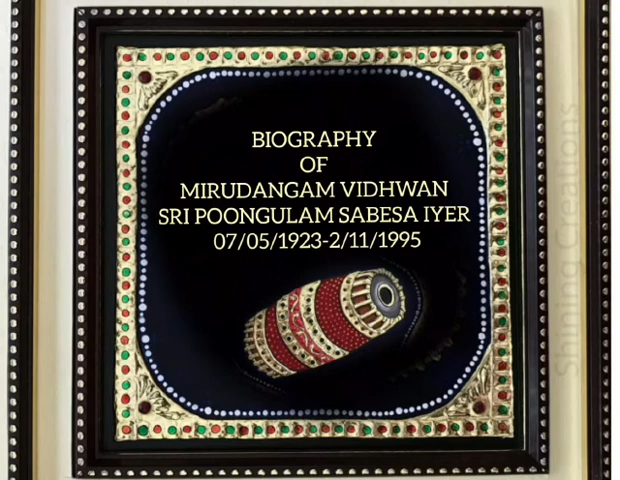 BIOGRAPHY
OF
MIRUDANGAM VIDHWAN
SRI POONGULAM SABESA IYER
07/05/1923-2/11/1995
Shining Creations